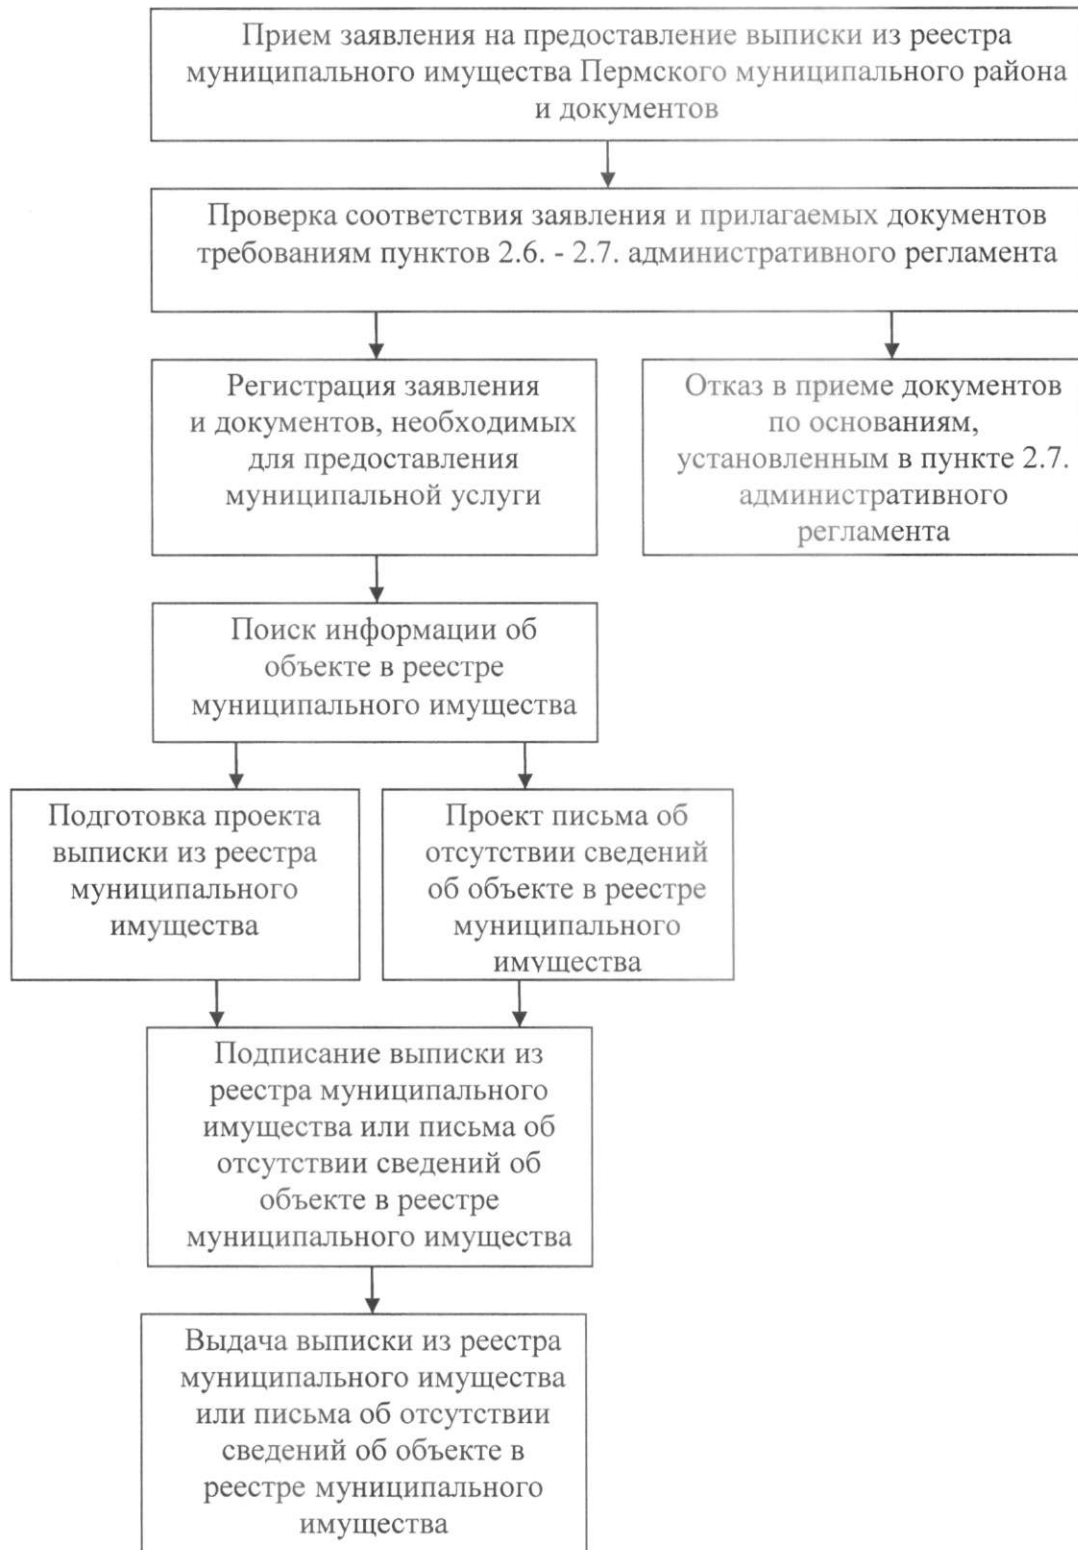 Прием заявления на предоставление выписки из реестра
муниципального имущества Пермского муниципального района
и документов
Проверка соответствия заявления и прилагаемых документов
требованиям пунктов 2.6. - 2.7. административного регламента
Регистрация заявления
и документов, необходимых
для предоставления
муниципальной услуги
Отказ в приеме документов
по основаниям,
установленным в пункте 2.7.
административного
регламента
Поиск информации об
объекте в реестре
муниципального имущества
Подготовка проекта
выписки из реестра
муниципального
имущества
Проект письма об
отсутствии сведений
об объекте в реестре
муниципального
имущества
Подписание выписки из
реестра муниципального
имущества или письма об
отсутствии сведений об
объекте в реестре
муниципального имущества
Выдача выписки из реестра
муниципального имущества
или письма об отсутствии
сведений об объекте в
реестре муниципального
имущества